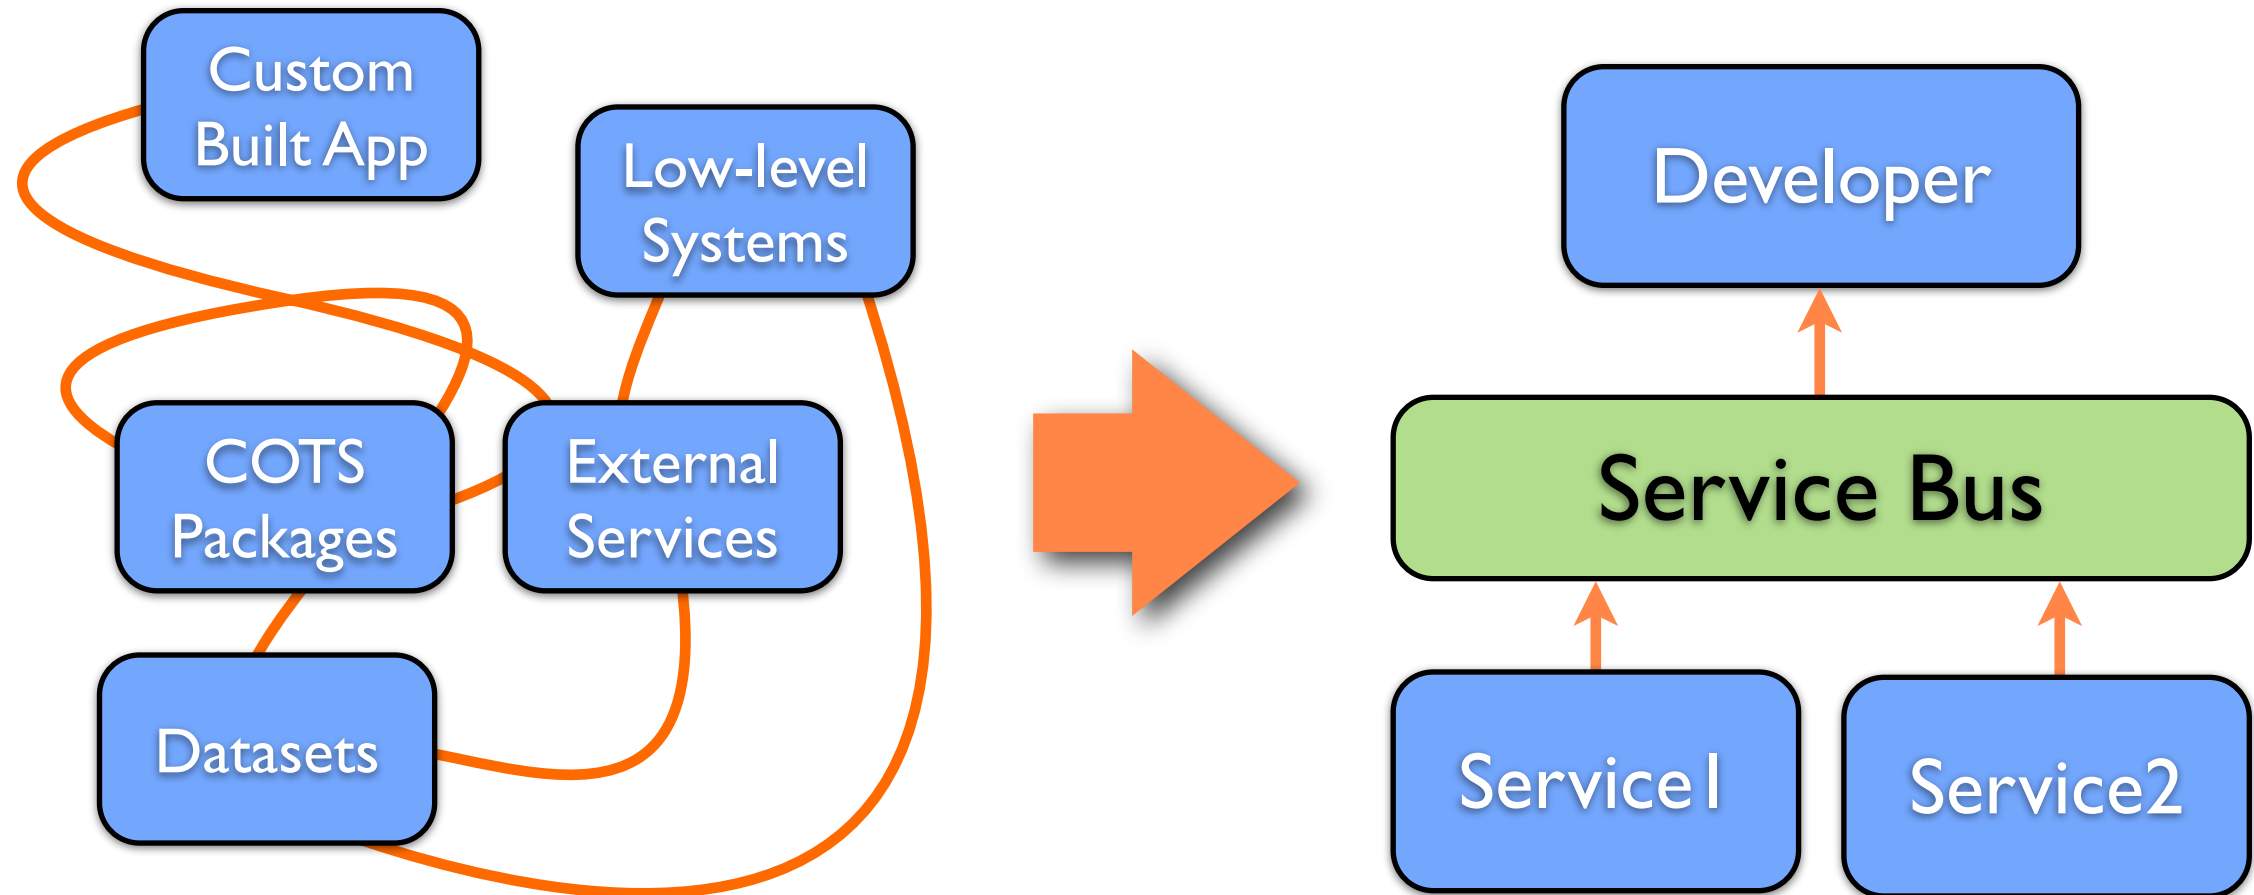 Custom
Built App
Low-level
Systems
COTS
Packages
External
Services
Datasets
Developer
Service Bus
Service1
Service2